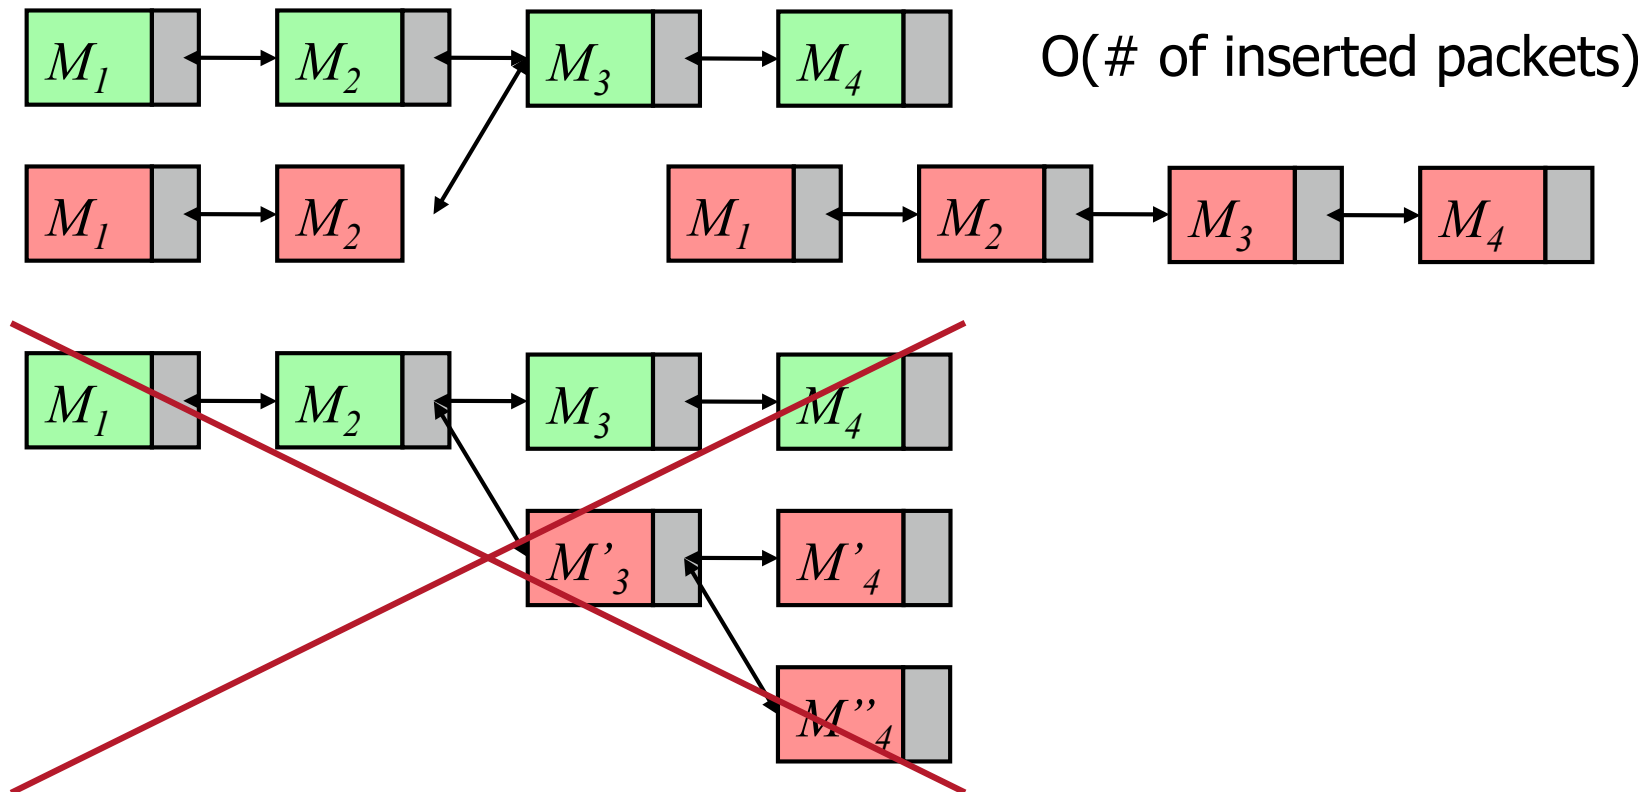 M1 M2 M3 M4 O(# of inserted packets)
M1 M2 M1 M2 M3 M4
M1 M2 M3 M4
M’3 M’4
M”4